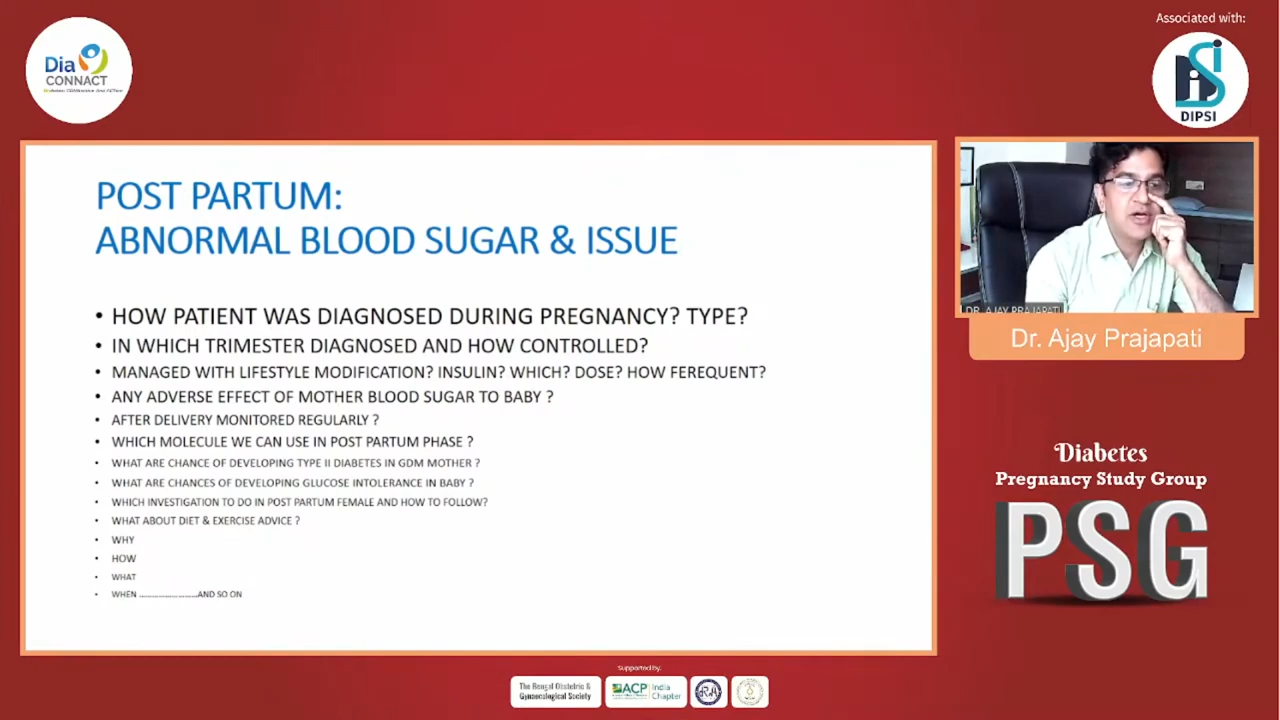 Associated with:
Dia
CONNACT
DIPSI
POST PARTUM:
ABNORMAL BLOOD SUGAR & ISSUE
• HOW PATIENT WAS DIAGNOSED DURING PREGNANCY? TYPE?
• IN WHICH TRIMESTER DIAGNOSED AND HOW CONTROLLED?
• MANAGED WITH LIFESTYLE MODIFICATION? INSULIN? WHICH? DOSE? HOW FEREQUENT?
• ANY ADVERSE EFFECT OF MOTHER BLOOD SUGAR TO BABY ?
• AFTER DELIVERY MONITORED REGULARLY ?
• WHICH MOLECULE WE CAN USE IN POST PARTUM PHASE ?
• WHAT ARE CHANCE OF DEVELOPING TYPE II DIABETES IN GDM MOTHER ?
• WHAT ARE CHANCES OF DEVELOPING GLUCOSE INTOLERANCE IN BABY ?
• WHICH INVESTIGATION TO DO IN POST PARTUM FEMALE AND HOW TO FOLLOW?
• WHAT ABOUT DIET & EXERCISE ADVICE ?
• WHY
• HOW
• WHAT
• WHEN ..............................AND SO ON
DR. AJAY PRAJAPATI
Dr. Ajay Prajapati
Diabetes
Pregnancy Study Group
PSG
Supported by:
The Bengal Obstetric &
Gynaecological Society
ACP India
Chapter